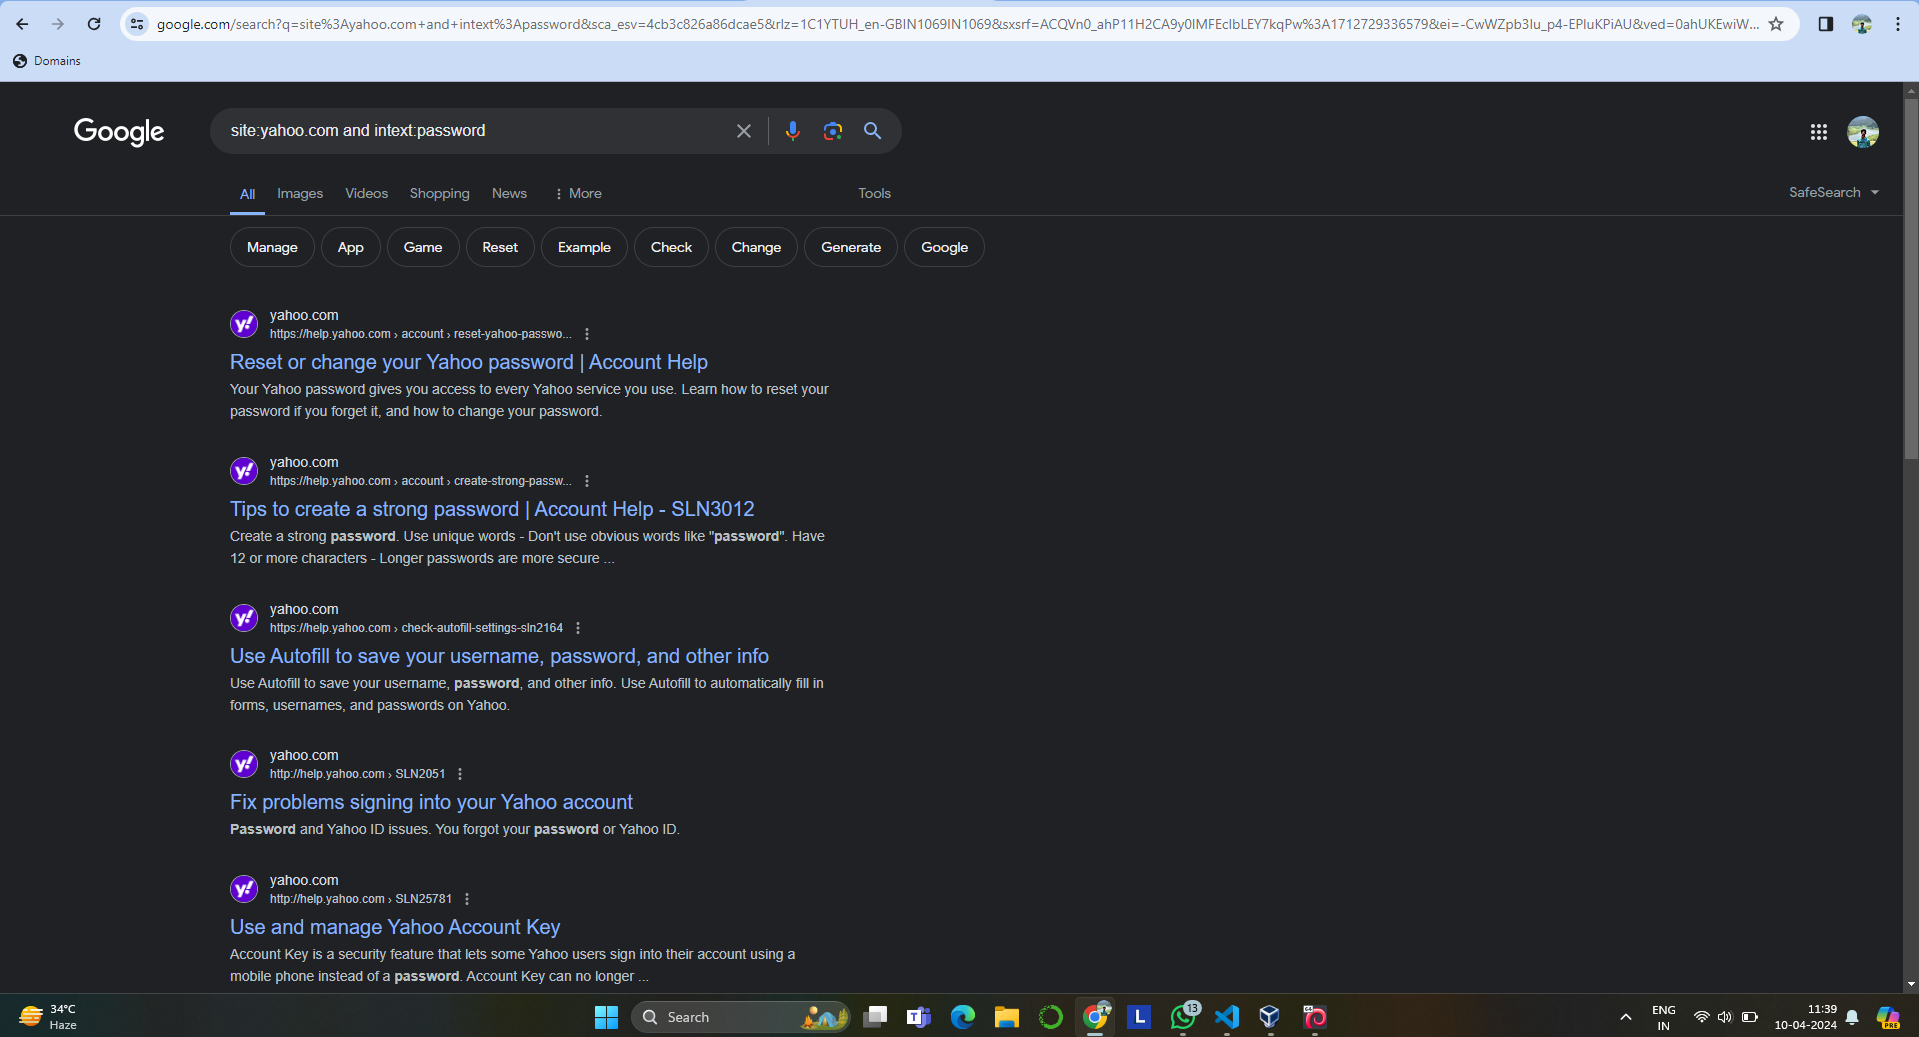 google.com/search?q=site%3Ayahoo.com+and+intext%3Apassword&sca_esv=4cb3c826a86dcae5&rlz=1C1YTUH_en-GBIN1069IN1069&sxsrf=ACQVn0_ahP11H2CA9y0lMFEclbLEY7kqPw%3A1712729336579&ei=-CwWZpb3Iu_p4-EPluKPiAU&ved=0ahUKEwiW...
Domains
Google
site:yahoo.com and intext:password
All Images Videos Shopping News More Tools SafeSearch
Manage App Game Reset Example Check Change Generate Google
yahoo.com
https://help.yahoo.com › account › reset-yahoo-passwo...
Reset or change your Yahoo password | Account Help
Your Yahoo password gives you access to every Yahoo service you use. Learn how to reset your
password if you forget it, and how to change your password.
yahoo.com
https://help.yahoo.com › account › create-strong-passw...
Tips to create a strong password | Account Help - SLN3012
Create a strong password. Use unique words - Don't use obvious words like "password". Have
12 or more characters - Longer passwords are more secure ...
yahoo.com
https://help.yahoo.com › check-autofill-settings-sln2164
Use Autofill to save your username, password, and other info
Use Autofill to save your username, password, and other info. Use Autofill to automatically fill in
forms, usernames, and passwords on Yahoo.
yahoo.com
http://help.yahoo.com › SLN2051
Fix problems signing into your Yahoo account
Password and Yahoo ID issues. You forgot your password or Yahoo ID.
yahoo.com
http://help.yahoo.com › SLN25781
Use and manage Yahoo Account Key
Account Key is a security feature that lets some Yahoo users sign into their account using a
mobile phone instead of a password. Account Key can no longer ...
34°C
Haze
Search
L
13
ENG
IN
11:39
10-04-2024
PRE